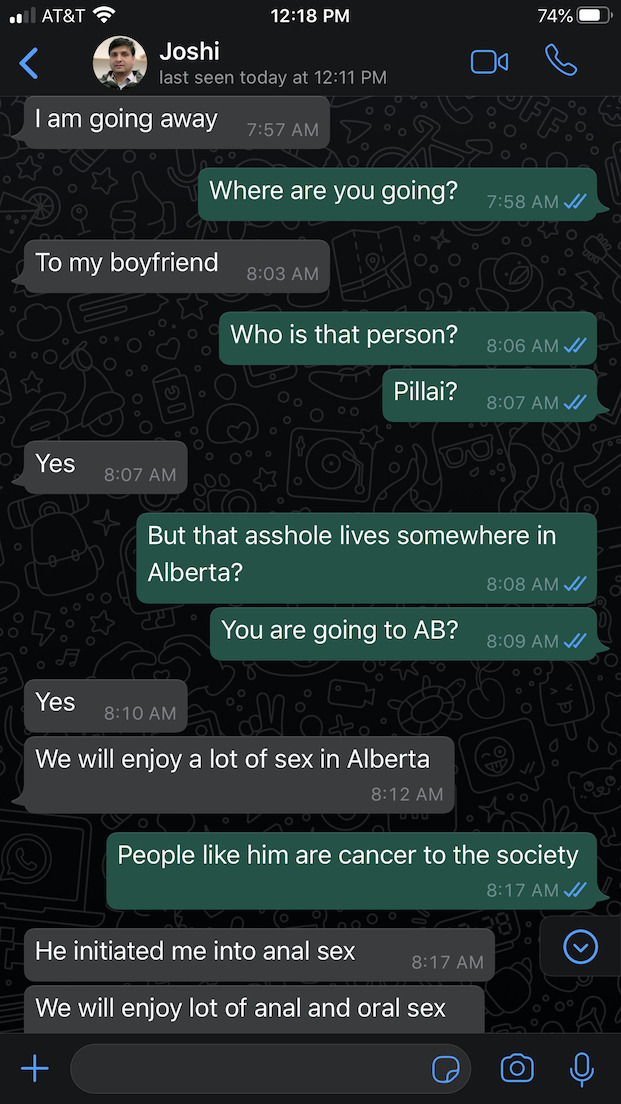 AT&T 12:18 PM 74%
Joshi
last seen today at 12:11 PM
I am going away 7:57 AM
Where are you going? 7:58 AM
To my boyfriend 8:03 AM
Who is that person? 8:06 AM
Pillai? 8:07 AM
Yes 8:07 AM
But that asshole lives somewhere in
Alberta? 8:08 AM
You are going to AB? 8:09 AM
Yes 8:10 AM
We will enjoy a lot of sex in Alberta
8:12 AM
People like him are cancer to the society
8:17 AM
He initiated me into anal sex 8:17 AM
We will enjoy lot of anal and oral sex